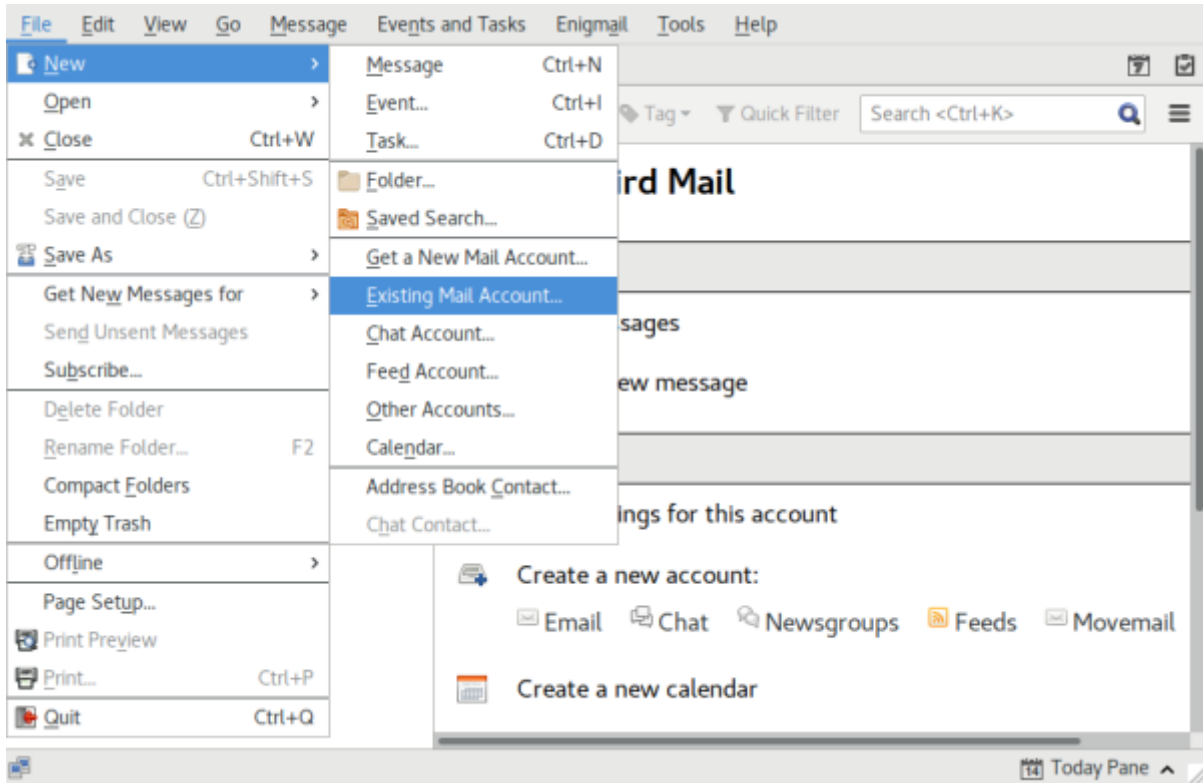 File Edit View Go Message Events and Tasks Enigmail Tools Help
New
Open
Close Ctrl+W
Save Ctrl+Shift+S
Save and Close (Z)
Save As
Get New Messages for
Send Unsent Messages
Subscribe...
Delete Folder
Rename Folder... F2
Compact Folders
Empty Trash
Offline
Page Setup...
Print Preview
Print... Ctrl+P
Quit Ctrl+Q
Message Ctrl+N
Event... Ctrl+I
Task... Ctrl+D
Folder...
Saved Search...
Get a New Mail Account...
Existing Mail Account...
Chat Account...
Feed Account...
Other Accounts...
Calendar...
Address Book Contact...
Chat Contact...
Tag Quick Filter Search <Ctrl+K>
ird Mail
sages
ew message
ings for this account
Create a new account:
Email Chat Newsgroups Feeds Movemail
Create a new calendar
14 Today Pane